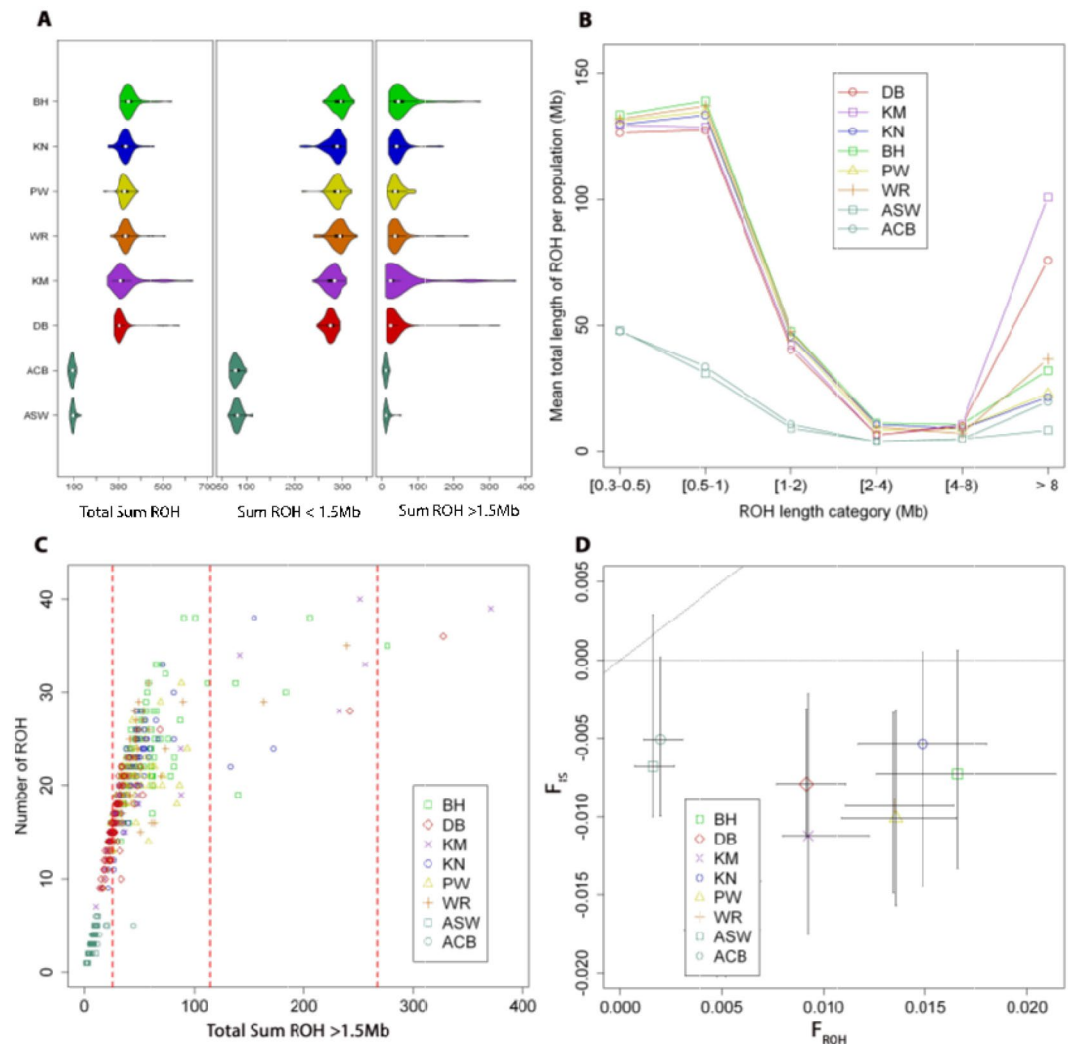 A
BH
KN
PW
WR
KM
DB
ACB
ASW
100 300 500 700
50 100 200 300
0 100 200 300 400
Total Sum ROH
Sum ROH < 1.5Mb
Sum ROH >1.5Mb
B
Mean total length of ROH per population (Mb)
150
100
50
0
DB
KM
KN
BH
PW
WR
ASW
ACB
[0.3-0.5)
[0.5-1)
[1-2)
[2-4)
[4-8)
> 8
ROH length category (Mb)
C
Number of ROH
40
30
20
10
0
BH
DB
KM
KN
PW
WR
ASW
ACB
0 100 200 300 400
Total Sum ROH >1.5Mb
D
FIS
0.005
0.000
-0.005
-0.010
-0.015
-0.020
BH
DB
KM
KN
PW
WR
ASW
ACB
0.000 0.005 0.010 0.015 0.020
FROH